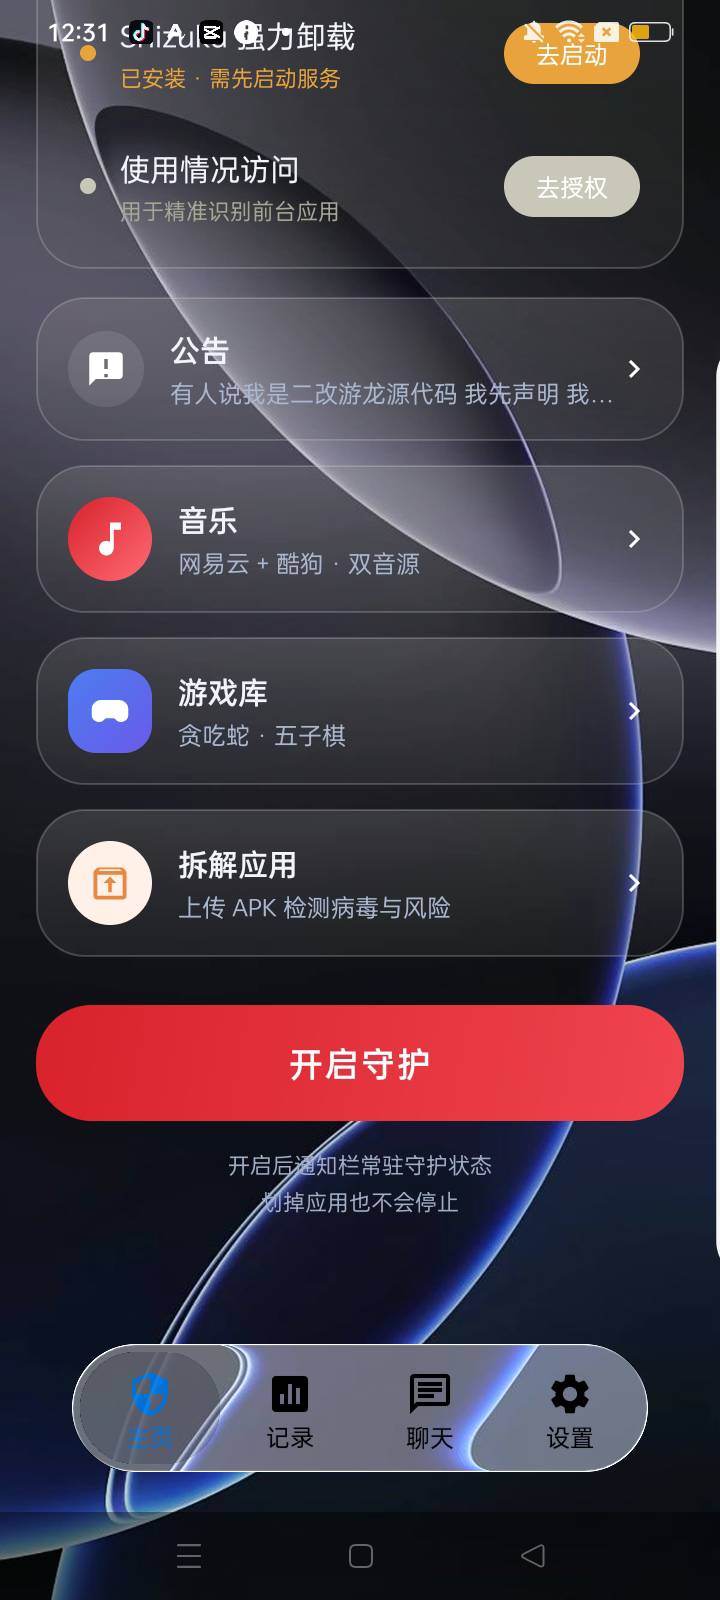 12:31
Shizuku 强力卸载
已安装 · 需先启动服务
去启动
使用情况访问
用于精准识别前台应用
去授权
公告
有人说我是二改游龙源代码 我先声明 我...
音乐
网易云 + 酷狗 · 双音源
游戏库
贪吃蛇 · 五子棋
拆解应用
上传 APK 检测病毒与风险
开启守护
开启后通知栏常驻守护状态
划掉应用也不会停止
主页
记录
聊天
设置